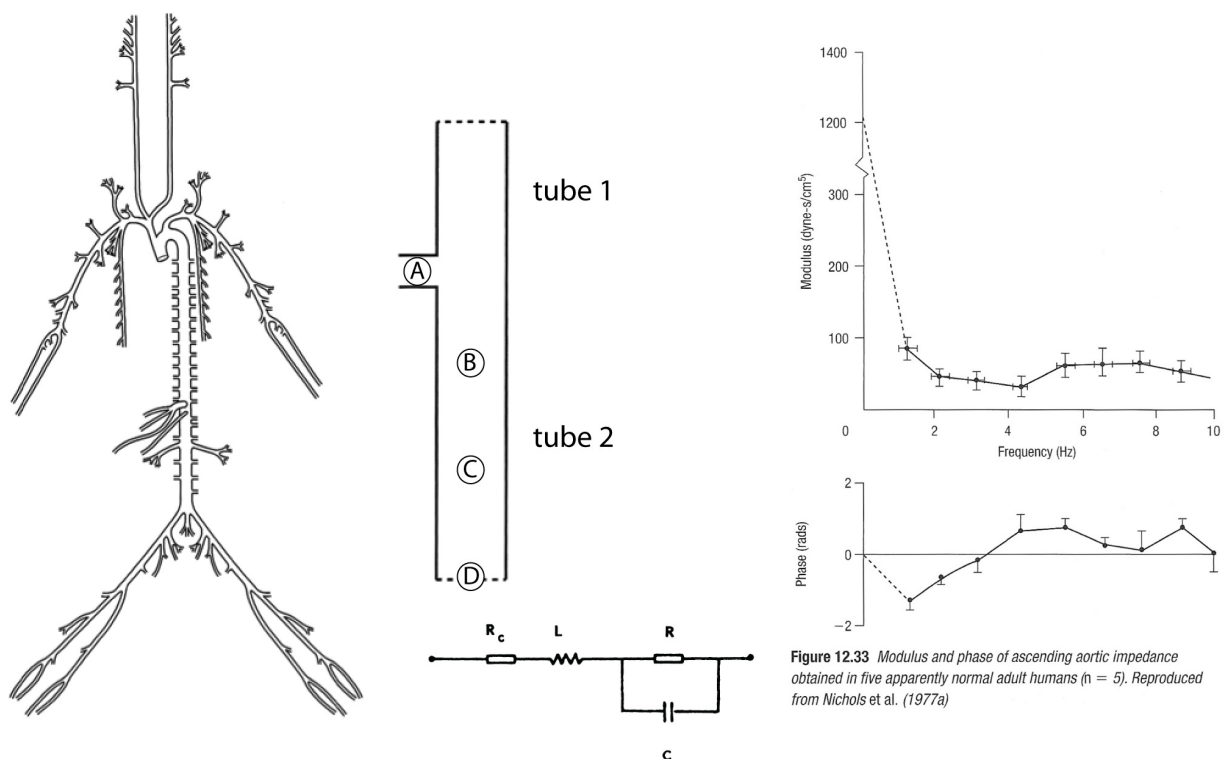 tube 1
A
B
tube 2
C
D
R c
L
R
C
1400
1200
300
200
100
Modulus (dyne-s/cm⁵)
0
2
4
6
8
10
Frequency (Hz)
2
0
−2
Phase (rads)
Figure 12.33 Modulus and phase of ascending aortic impedance
obtained in five apparently normal adult humans (n = 5). Reproduced
from Nichols et al. (1977a)